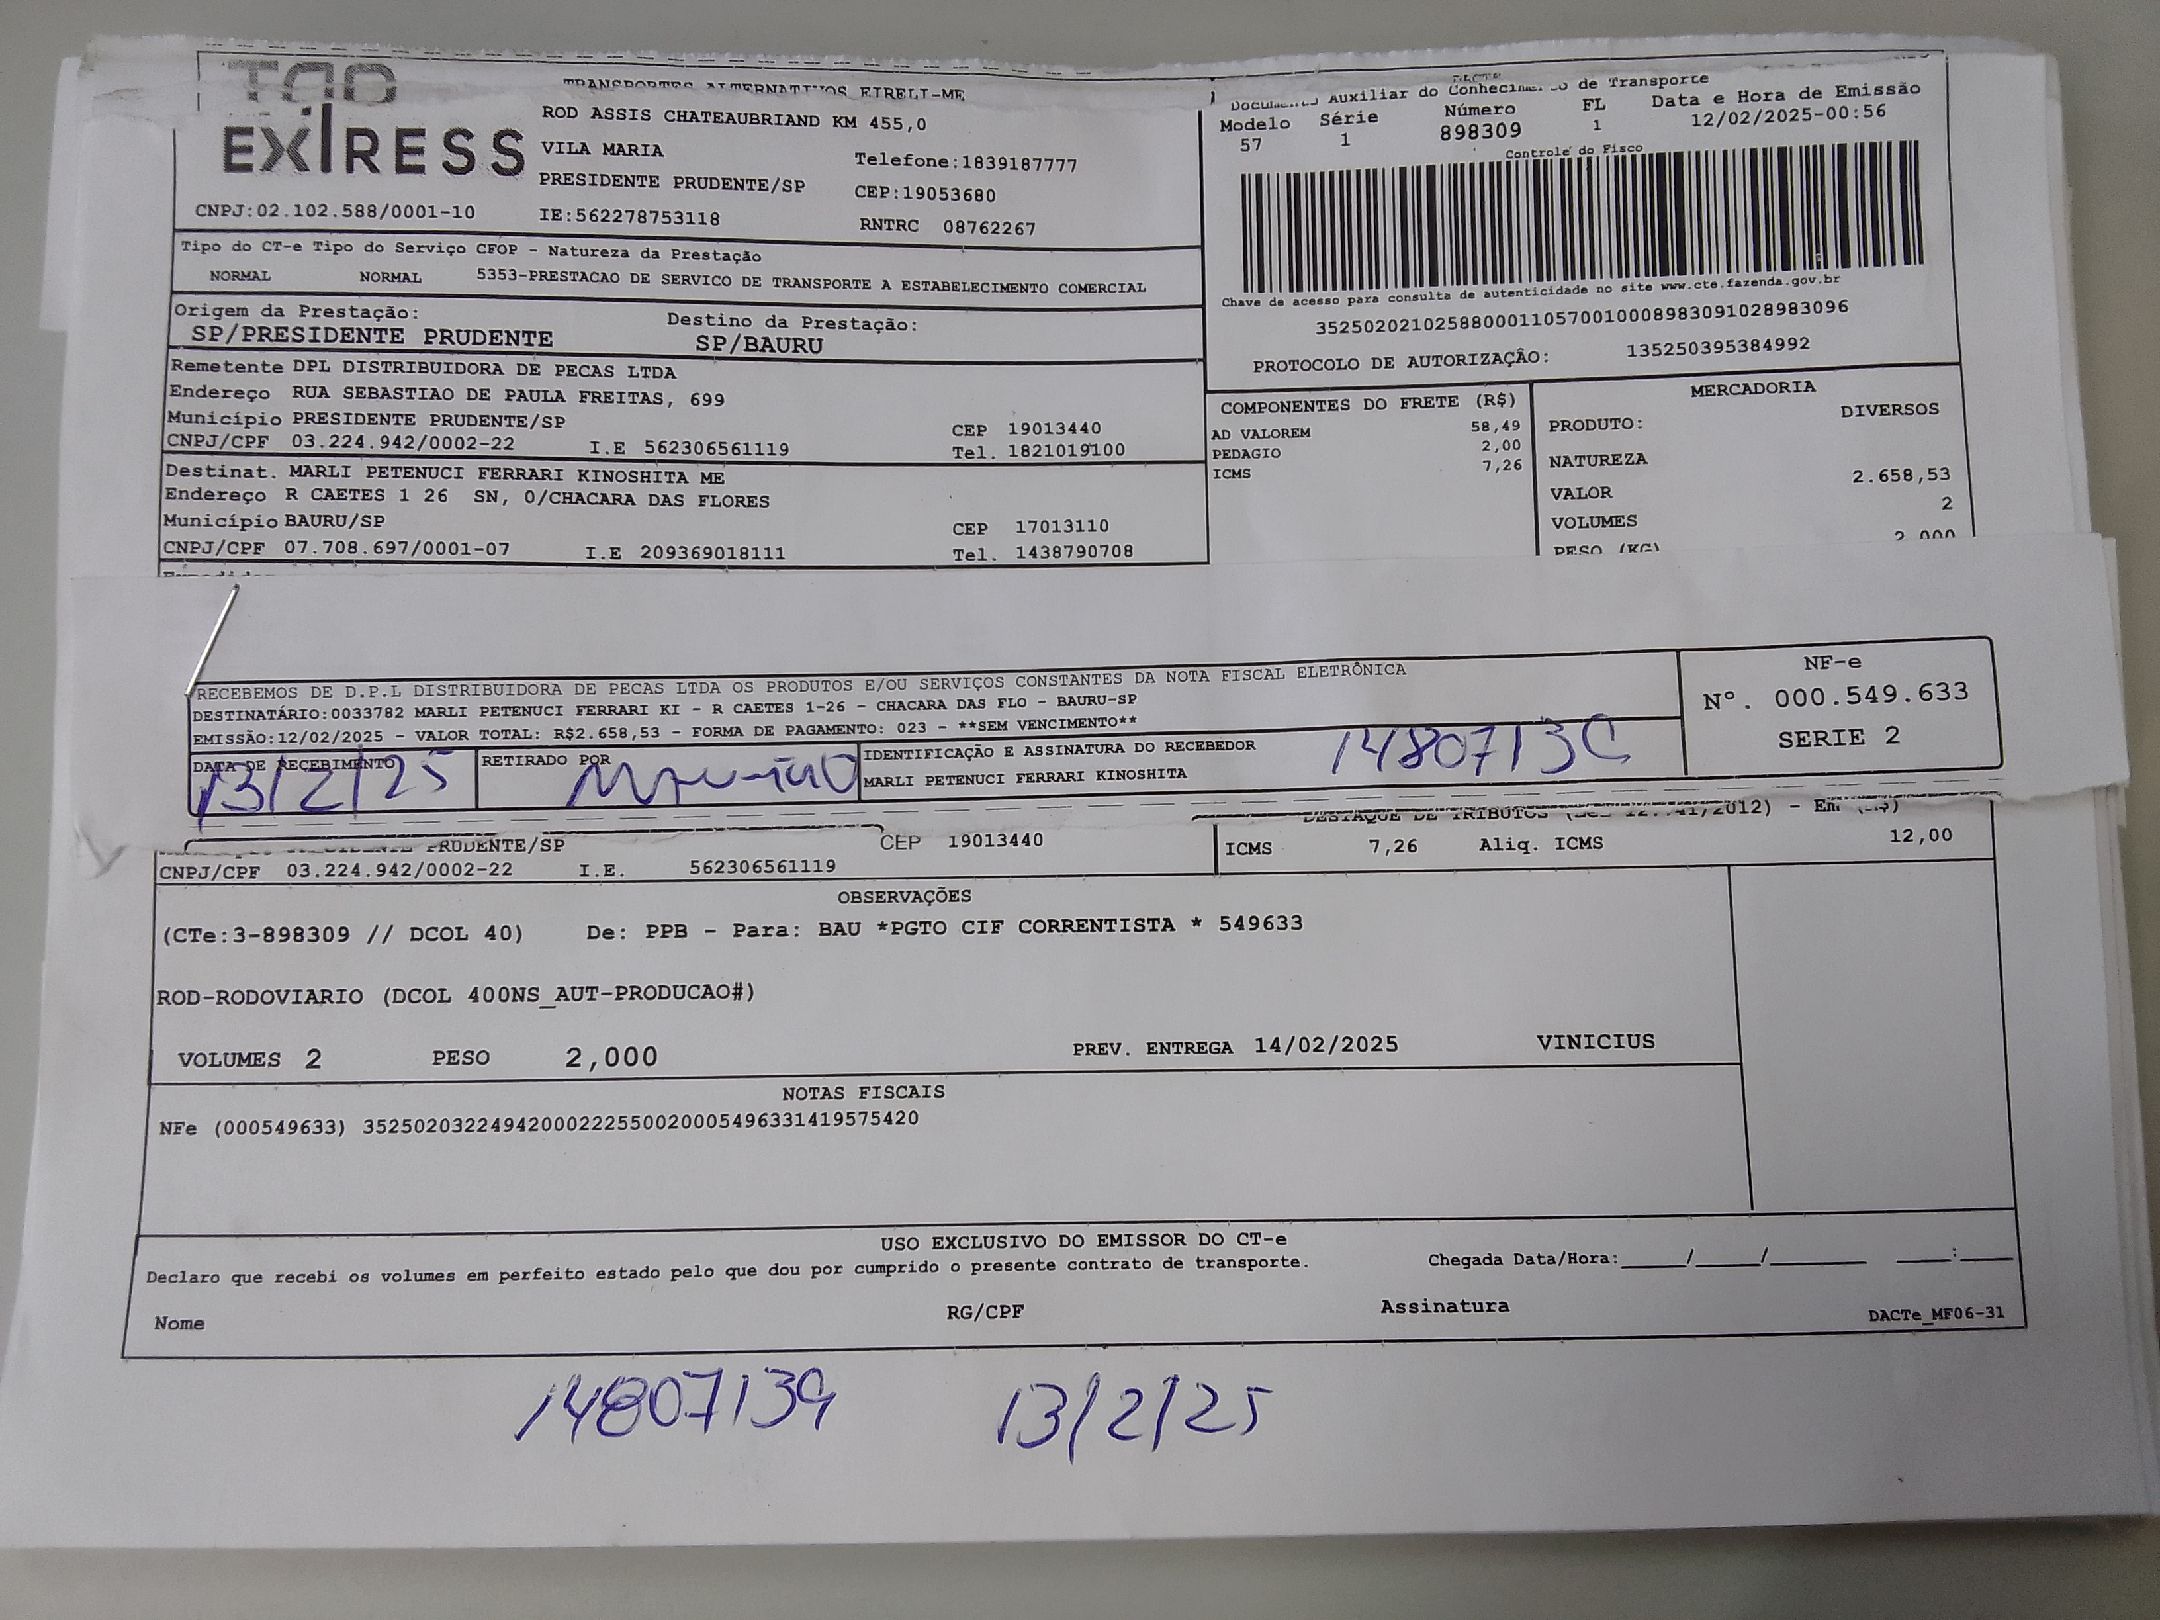 EXPRESS
TRANSPORTES ALTERNATIVOS EIRELI-ME
ROD ASSIS CHATEAUBRIAND KM 455,0
VILA MARIA
Telefone:1839187777
PRESIDENTE PRUDENTE/SP
CEP:19053680
CNPJ:02.102.588/0001-10
IE:562278753118
RNTRC 08762267
Documento Auxiliar do Conhecimento de Transporte
Modelo Série Número FL Data e Hora de Emissão
57 1 898309 1 12/02/2025-00:56
Controle do Fisco
Chave de acesso para consulta de autenticidade no site www.cte.fazenda.gov.br
35250202102588000110570010008983091028983096
PROTOCOLO DE AUTORIZAÇÃO: 135250395384992
Tipo do CT-e Tipo do Serviço CFOP - Natureza da Prestação
NORMAL NORMAL 5353-PRESTACAO DE SERVICO DE TRANSPORTE A ESTABELECIMENTO COMERCIAL
Origem da Prestação: Destino da Prestação:
SP/PRESIDENTE PRUDENTE SP/BAURU
Remetente DPL DISTRIBUIDORA DE PECAS LTDA
Endereço RUA SEBASTIAO DE PAULA FREITAS, 699
Município PRESIDENTE PRUDENTE/SP CEP 19013440
CNPJ/CPF 03.224.942/0002-22 I.E 562306561119 Tel. 1821019100
Destinat. MARLI PETENUCI FERRARI KINOSHITA ME
Endereço R CAETES 1 26 SN, 0/CHACARA DAS FLORES
Município BAURU/SP CEP 17013110
CNPJ/CPF 07.708.697/0001-07 I.E 209369018111 Tel. 1438790708
COMPONENTES DO FRETE (R$)
AD VALOREM 58,49
PEDAGIO 2,00
ICMS 7,26
MERCADORIA
PRODUTO: DIVERSOS
NATUREZA
VALOR 2.658,53
VOLUMES 2
PESO (KG) 2,000
RECEBEMOS DE D.P.L DISTRIBUIDORA DE PECAS LTDA OS PRODUTOS E/OU SERVIÇOS CONSTANTES DA NOTA FISCAL ELETRÔNICA
DESTINATÁRIO:0033782 MARLI PETENUCI FERRARI KI - R CAETES 1-26 - CHACARA DAS FLO - BAURU-SP
EMISSÃO:12/02/2025 - VALOR TOTAL: R$2.658,53 - FORMA DE PAGAMENTO: 023 - **SEM VENCIMENTO**
DATA DE RECEBIMENTO RETIRADO POR IDENTIFICAÇÃO E ASSINATURA DO RECEBEDOR
13/2/25 MARLI PETENUCI FERRARI KINOSHITA
NF-e
Nº. 000.549.633
SERIE 2
PRUDENTE/SP CEP 19013440
CNPJ/CPF 03.224.942/0002-22 I.E. 562306561119
DESTAQUE DE TRIBUTOS
ICMS 7,26 Aliq. ICMS 12,00
OBSERVAÇÕES
(CTe:3-898309 // DCOL 40) De: PPB - Para: BAU *PGTO CIF CORRENTISTA * 549633
ROD-RODOVIARIO (DCOL 400NS_AUT-PRODUCAO#)
VOLUMES 2 PESO 2,000 PREV. ENTREGA 14/02/2025 VINICIUS
NOTAS FISCAIS
NFe (000549633) 35250203224942000222550020005496331419575420
USO EXCLUSIVO DO EMISSOR DO CT-e
Declaro que recebi os volumes em perfeito estado pelo que dou por cumprido o presente contrato de transporte. Chegada Data/Hora:_____/_____/_______ ____:____
Nome RG/CPF Assinatura DACTe_MF06-31
14807139 13/2/25